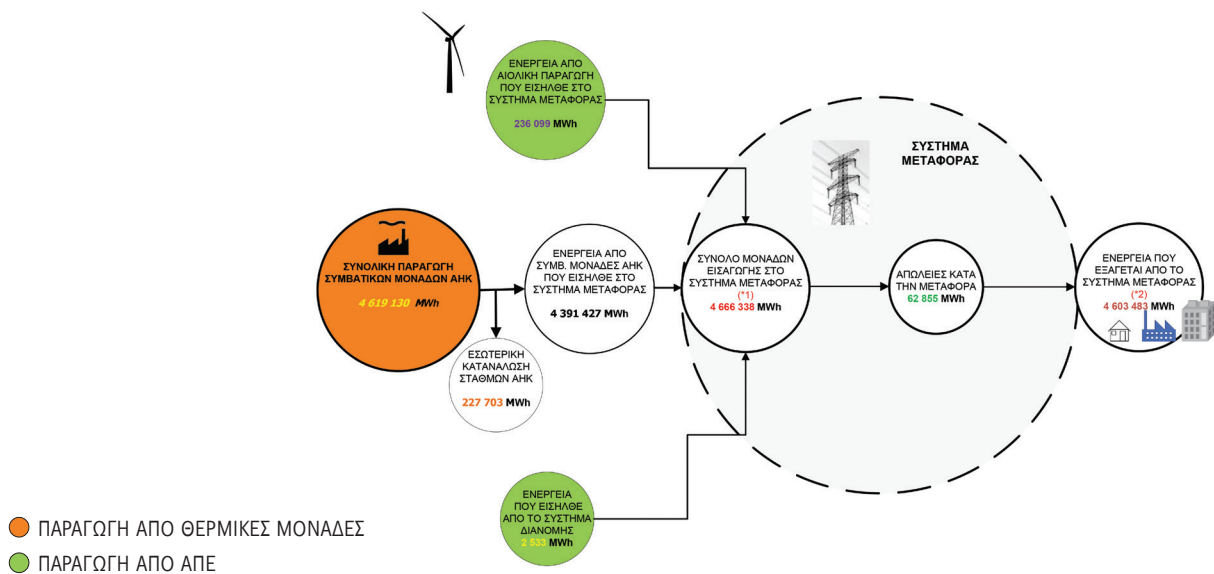 ΕΝΕΡΓΕΙΑ ΑΠΟ
ΑΙΟΛΙΚΗ ΠΑΡΑΓΩΓΗ
ΠΟΥ ΕΙΣΗΛΘΕ ΣΤΟ
ΣΥΣΤΗΜΑ ΜΕΤΑΦΟΡΑΣ
236 099 MWh
ΣΥΣΤΗΜΑ
ΜΕΤΑΦΟΡΑΣ
ΣΥΝΟΛΙΚΗ ΠΑΡΑΓΩΓΗ
ΣΥΜΒΑΤΙΚΩΝ ΜΟΝΑΔΩΝ ΑΗΚ
4 619 130 MWh
ΕΝΕΡΓΕΙΑ ΑΠΟ
ΣΥΜΒ. ΜΟΝΑΔΕΣ ΑΗΚ
ΠΟΥ ΕΙΣΗΛΘΕ ΣΤΟ
ΣΥΣΤΗΜΑ ΜΕΤΑΦΟΡΑΣ
4 391 427 MWh
ΣΥΝΟΛΟ ΜΟΝΑΔΩΝ
ΕΙΣΑΓΩΓΗΣ ΣΤΟ
ΣΥΣΤΗΜΑ ΜΕΤΑΦΟΡΑΣ
(*1)
4 666 338 MWh
ΑΠΩΛΕΙΕΣ ΚΑΤΑ
ΤΗΝ ΜΕΤΑΦΟΡΑ
62 855 MWh
ΕΝΕΡΓΕΙΑ ΠΟΥ
ΕΞΑΓΕΤΑΙ ΑΠΟ ΤΟ
ΣΥΣΤΗΜΑ ΜΕΤΑΦΟΡΑΣ
(*2)
4 603 483 MWh
ΕΣΩΤΕΡΙΚΗ
ΚΑΤΑΝΑΛΩΣΗ
ΣΤΑΘΜΩΝ ΑΗΚ
227 703 MWh
ΕΝΕΡΓΕΙΑ
ΠΟΥ ΕΙΣΗΛΘΕ
ΑΠΟ ΤΟ ΣΥΣΤΗΜΑ
ΔΙΑΝΟΜΗΣ
2 533 MWh
ΠΑΡΑΓΩΓΗ ΑΠΟ ΘΕΡΜΙΚΕΣ ΜΟΝΑΔΕΣ
ΠΑΡΑΓΩΓΗ ΑΠΟ ΑΠΕ